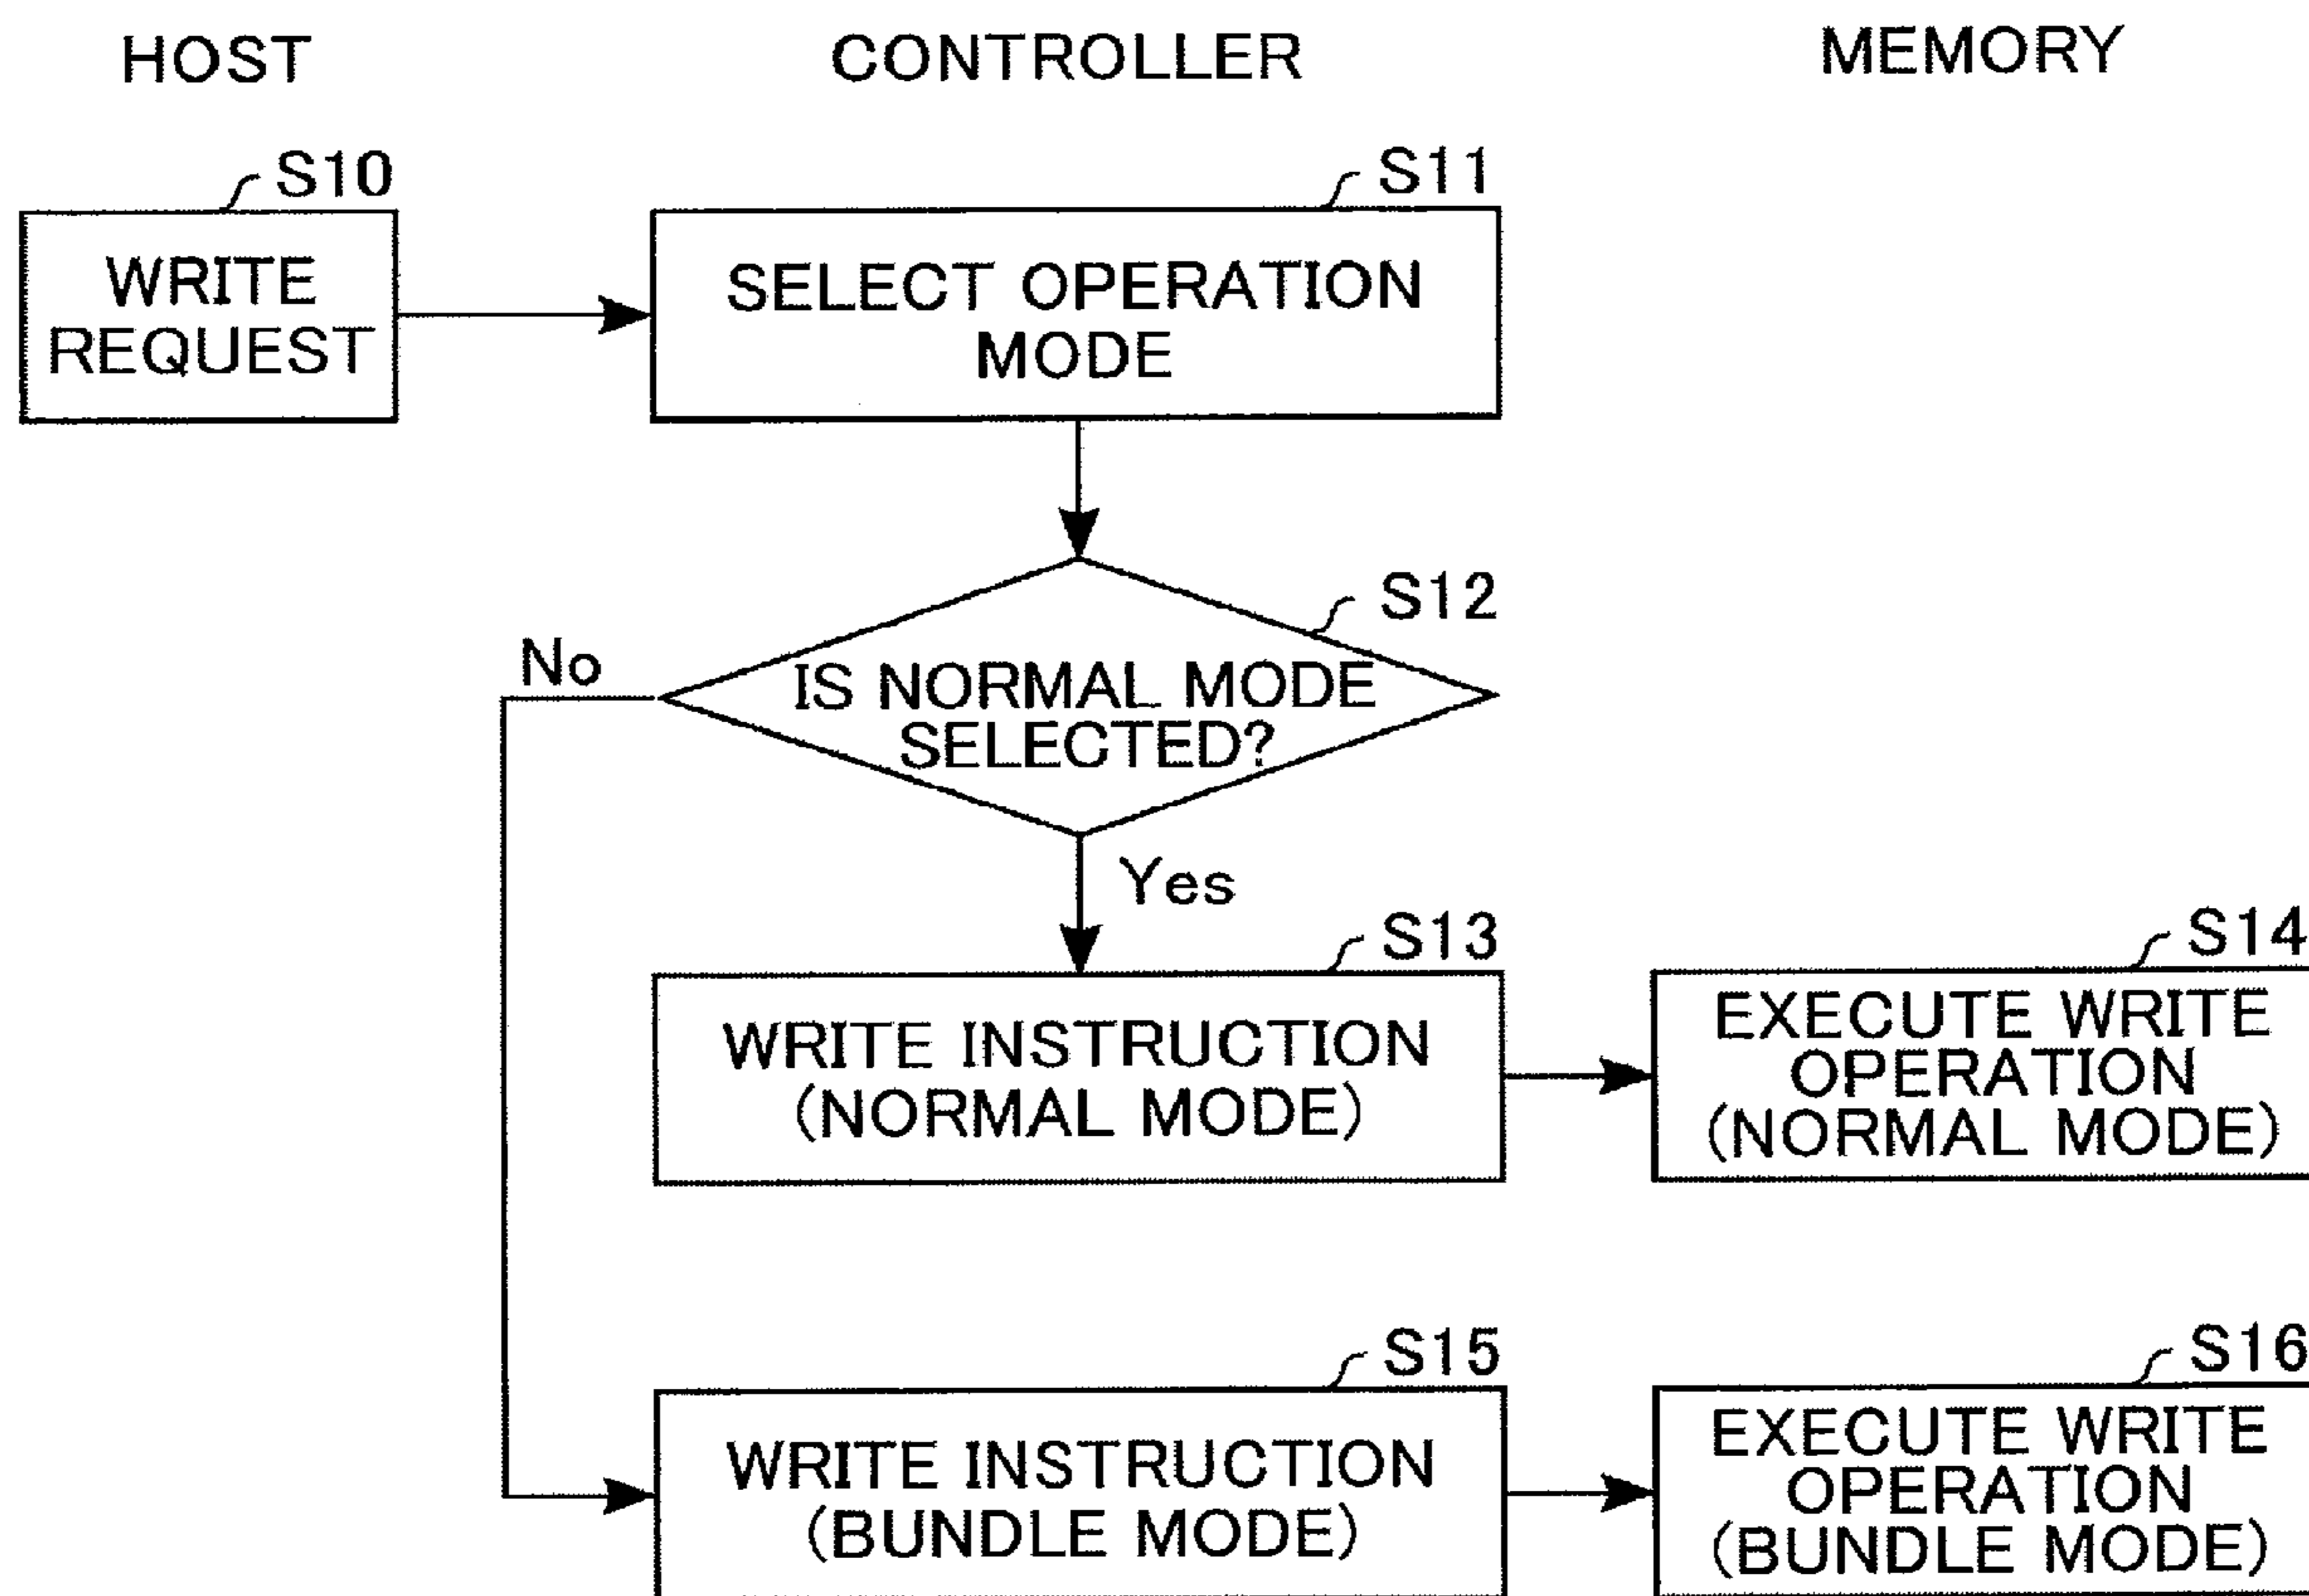 HOST
CONTROLLER
MEMORY
S10
WRITE
REQUEST
S11
SELECT OPERATION
MODE
S12
IS NORMAL MODE
SELECTED?
No
Yes
S13
WRITE INSTRUCTION
(NORMAL MODE)
S14
EXECUTE WRITE
OPERATION
(NORMAL MODE)
S15
WRITE INSTRUCTION
(BUNDLE MODE)
S16
EXECUTE WRITE
OPERATION
(BUNDLE MODE)